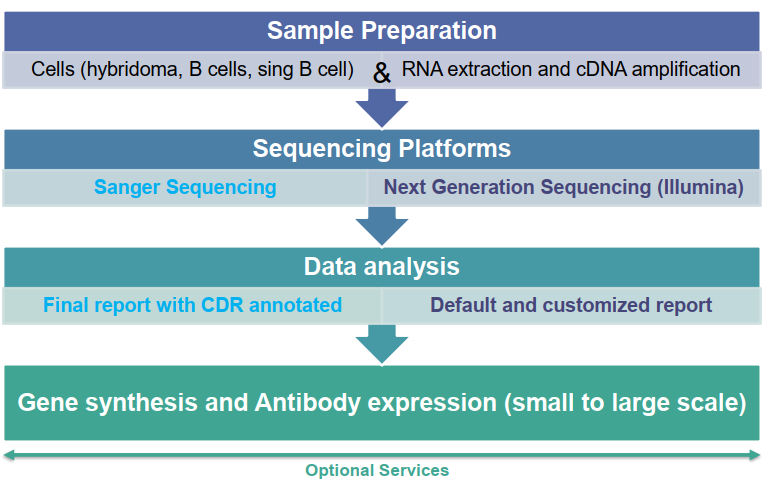 Sample Preparation
Cells (hybridoma, B cells, sing B cell) & RNA extraction and cDNA amplification
Sequencing Platforms
Sanger Sequencing Next Generation Sequencing (Illumina)
Data analysis
Final report with CDR annotated Default and customized report
Gene synthesis and Antibody expression (small to large scale)
Optional Services